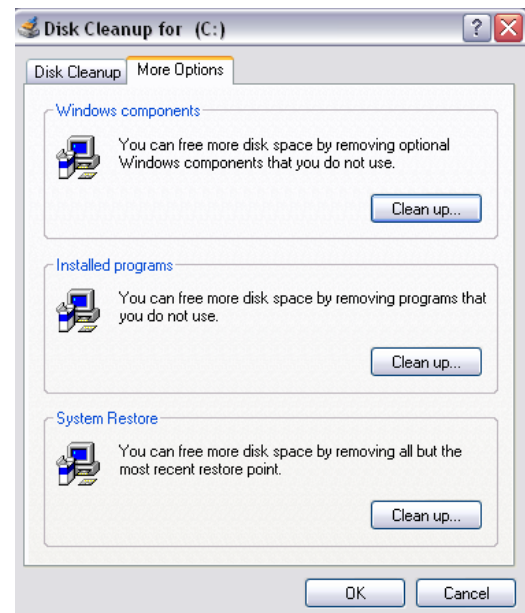 Disk Cleanup for  (C:)
Disk Cleanup
More Options
Windows components
You can free more disk space by removing optional
Windows components that you do not use.
Clean up...
Installed programs
You can free more disk space by removing programs that
you do not use.
Clean up...
System Restore
You can free more disk space by removing all but the
most recent restore point.
Clean up...
OK
Cancel